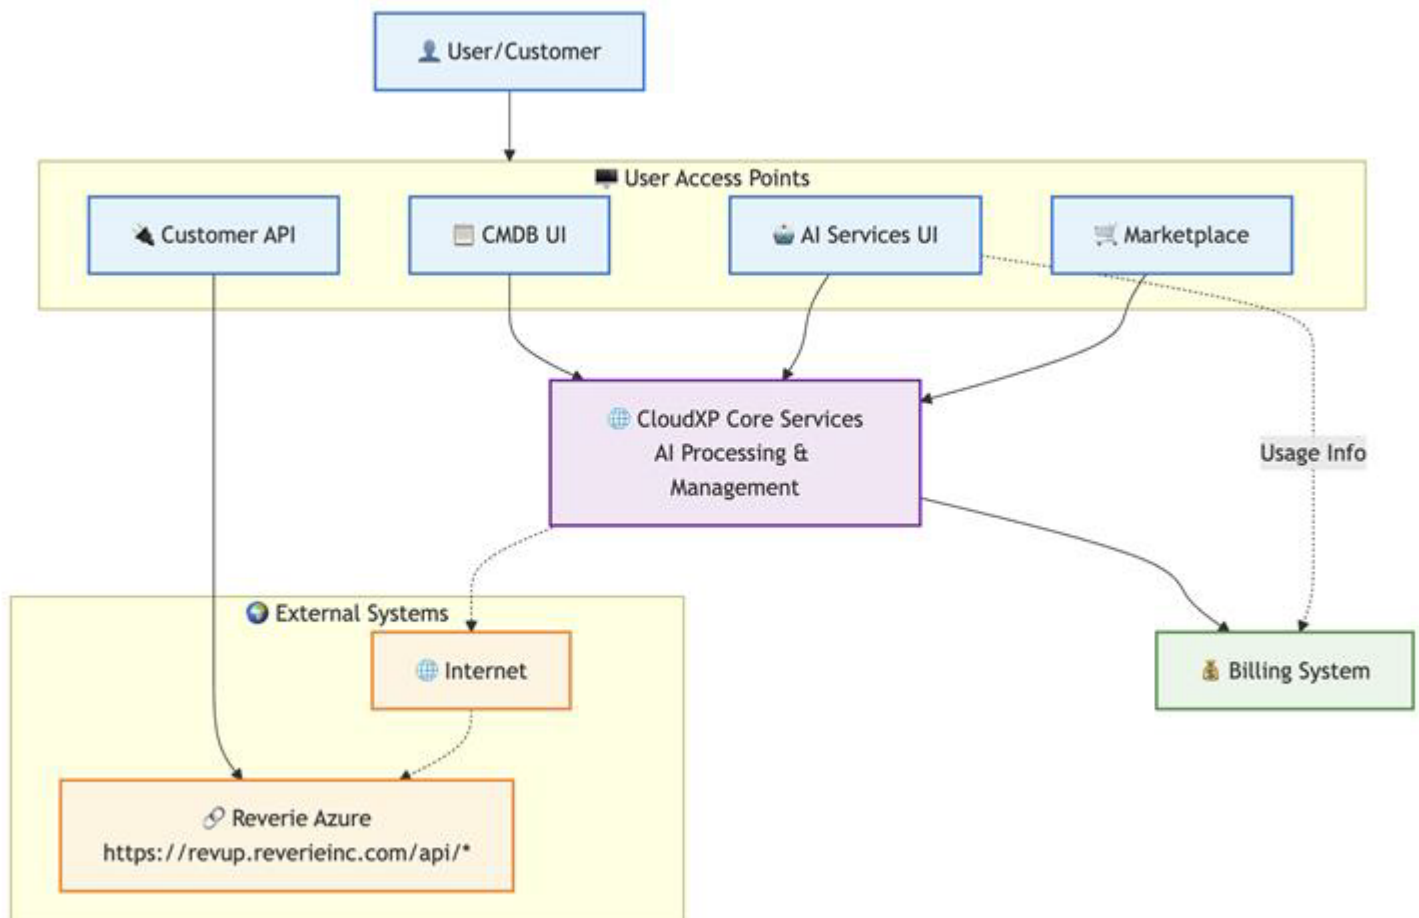 User/Customer
User Access Points
Customer API
CMDB UI
AI Services UI
Marketplace
CloudXP Core Services
AI Processing &
Management
Usage Info
External Systems
Internet
Billing System
Reverie Azure
https://revup.reverieinc.com/api/*